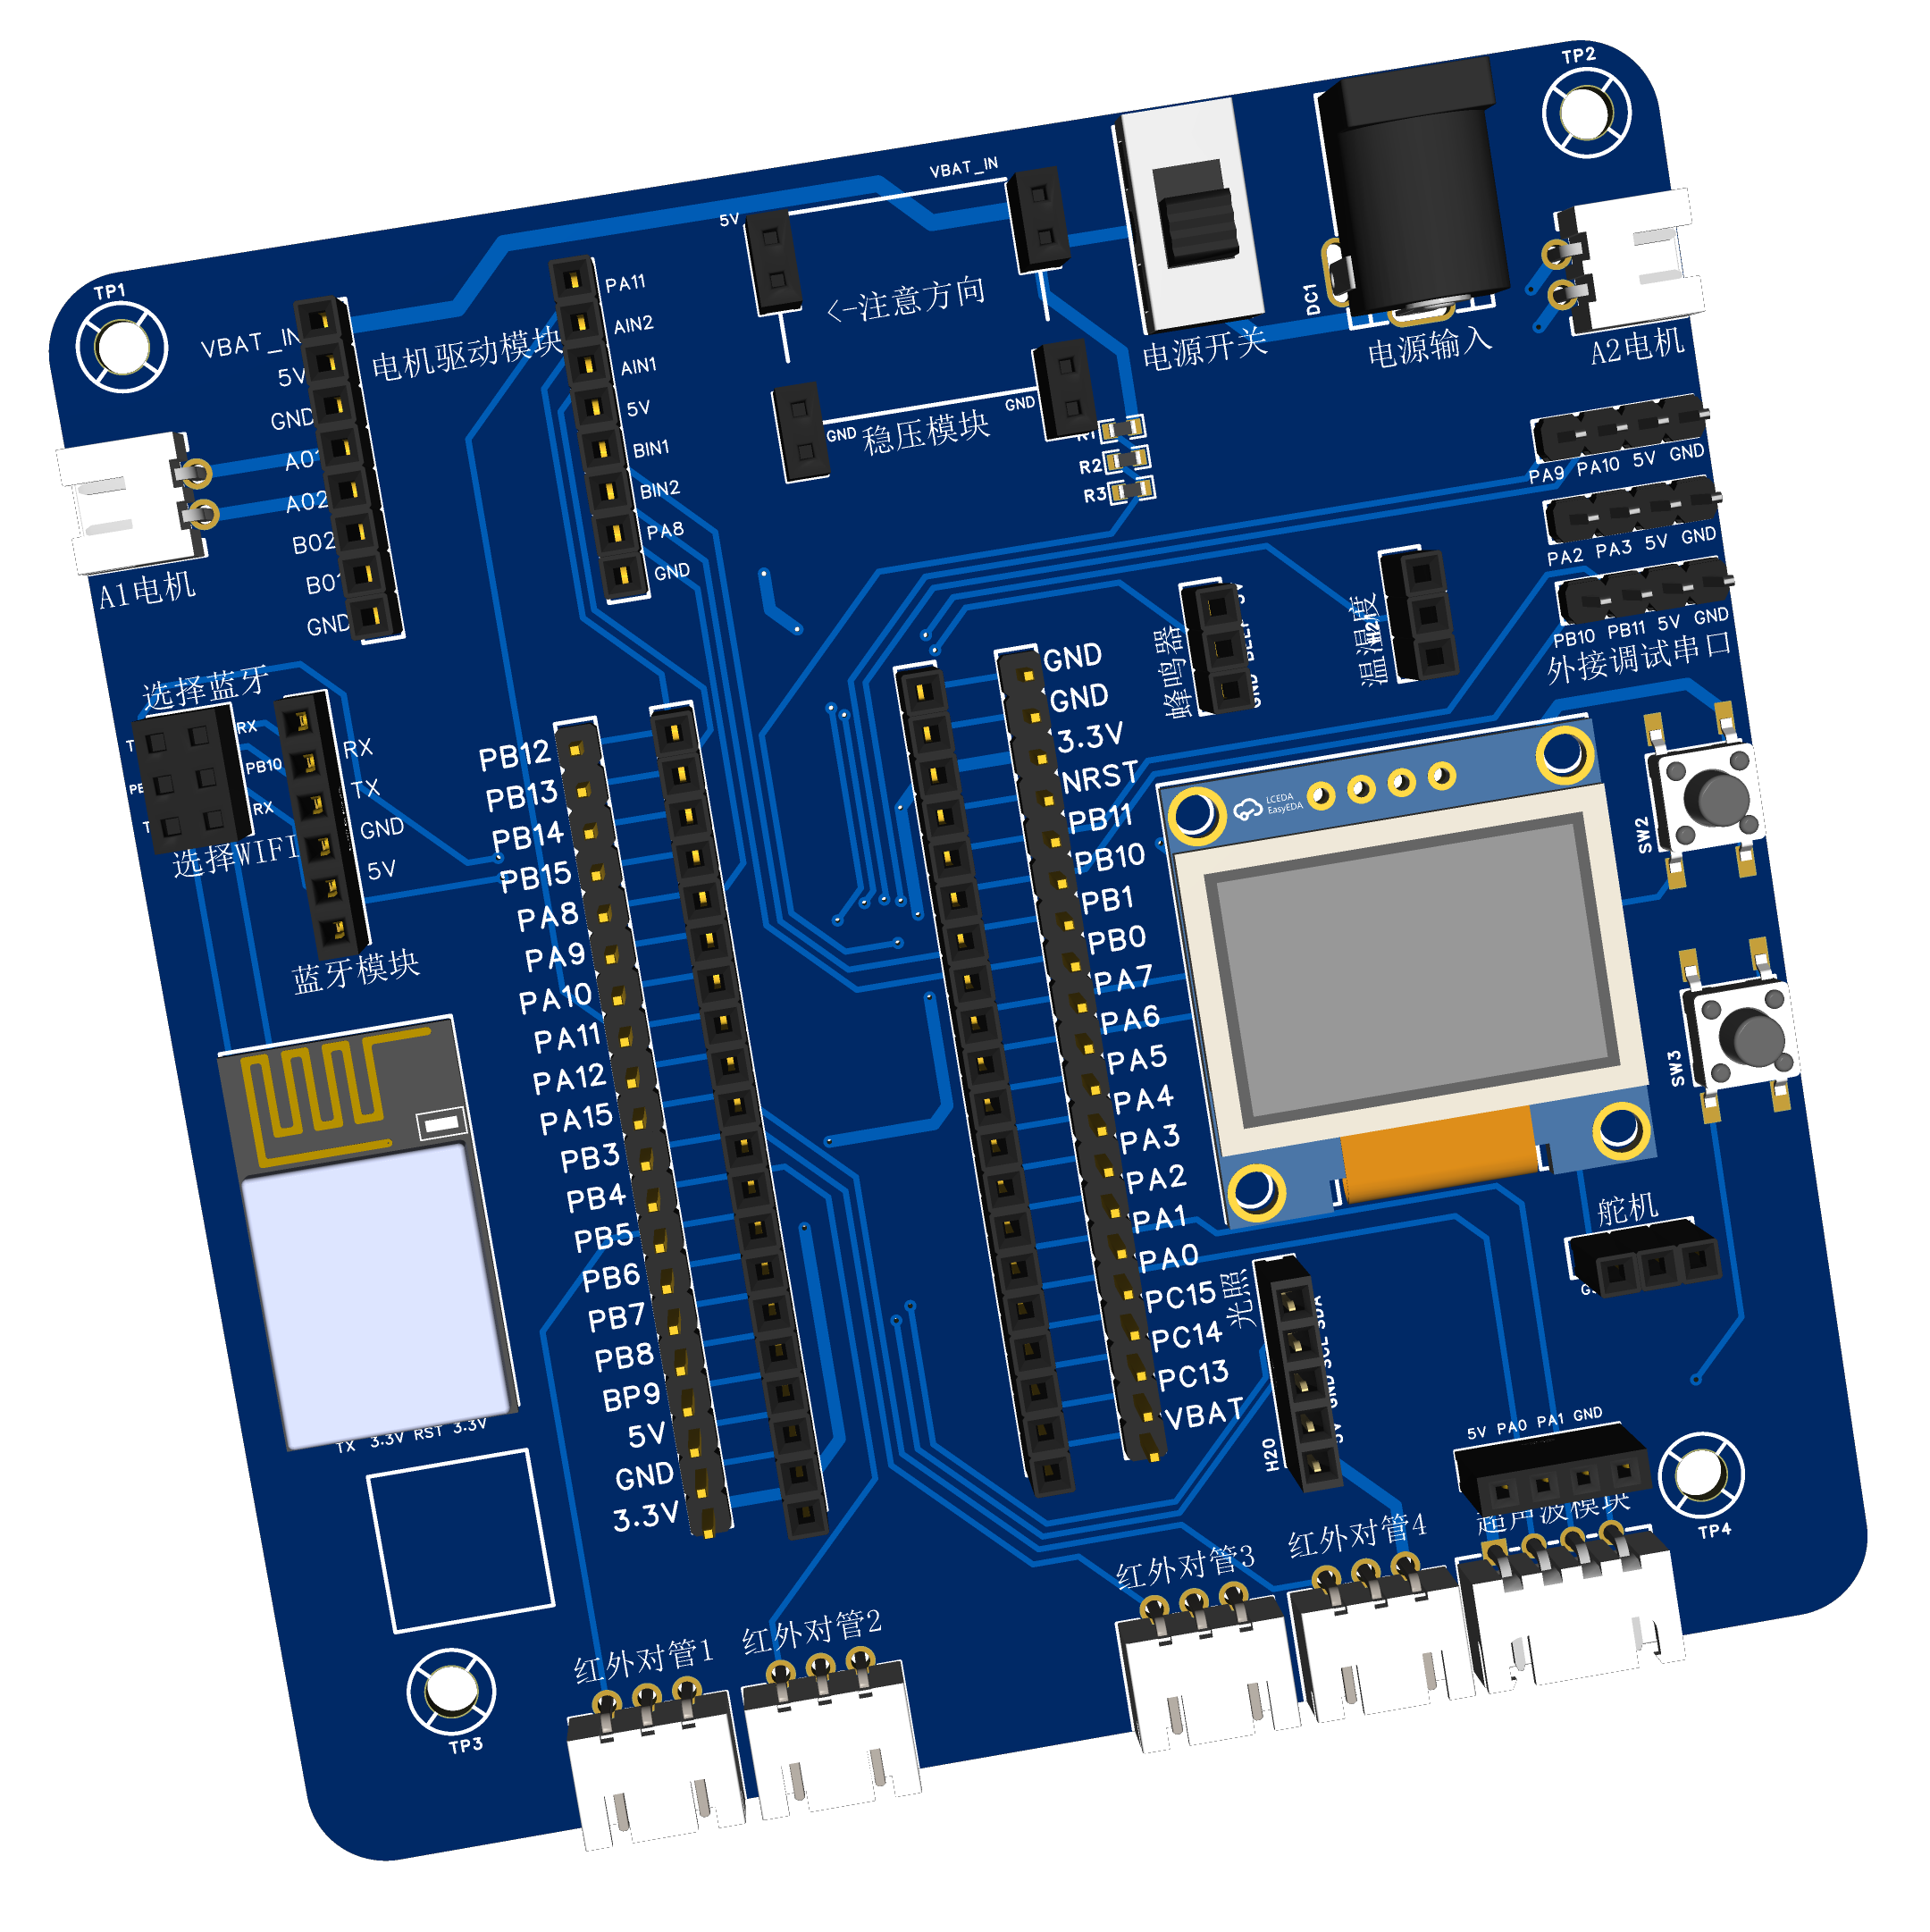 TP1
TP2
VBAT_IN
5V
PA11
AIN2
AIN1
5V
BIN1
BIN2
PA8
GND
电机驱动模块
5V
GND
A02
B02
GND
A1电机
VBAT_IN
5V
<-注意方向
GND
GND
稳压模块
R2
R3
电源开关
DC1
电源输入
A2电机
PA9 PA10 5V GND
PA2 PA3 5V GND
PB10 PB11 5V GND
外接调试串口
蜂鸣器
GND
温湿度
选择蓝牙
RX
PB10
RX
选择WIFI
RX
TX
GND
5V
蓝牙模块
PB12
PB13
PB14
PB15
PA8
PA9
PA10
PA11
PA12
PA15
PB3
PB4
PB5
PB6
PB7
PB8
BP9
5V
GND
3.3V
GND
GND
3.3V
NRST
PB11
PB10
PB1
PB0
PA7
PA6
PA5
PA4
PA3
PA2
PA1
PA0
PC15
PC14
PC13
VBAT
LCEDA
EasyEDA
SW2
SW3
舵机
光照
H20
TX 3.3V RST 3.3V
5V PA0 PA1 GND
超声波模块
TP4
红外对管1
红外对管2
红外对管3
红外对管4
TP3